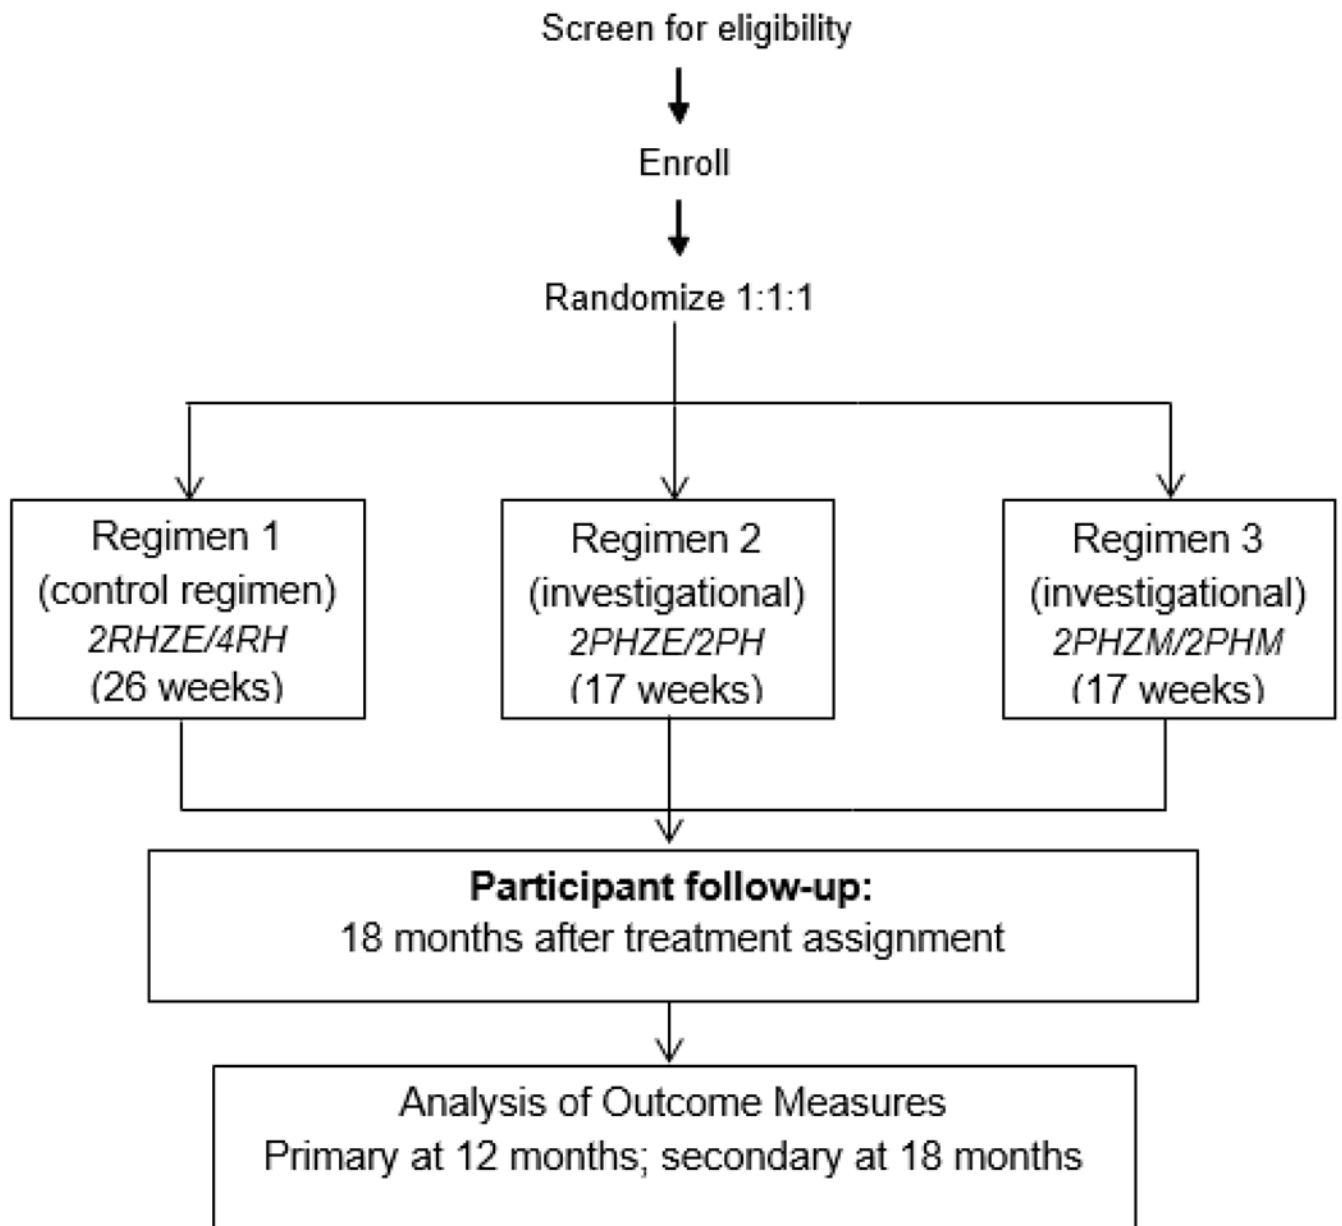 Screen for eligibility
Enroll
Randomize 1:1:1
Regimen 1
(control regimen)
2RHZE/4RH
(26 weeks)
Regimen 2
(investigational)
2PHZE/2PH
(17 weeks)
Regimen 3
(investigational)
2PHZM/2PHM
(17 weeks)
Participant follow-up:
18 months after treatment assignment
Analysis of Outcome Measures
Primary at 12 months; secondary at 18 months